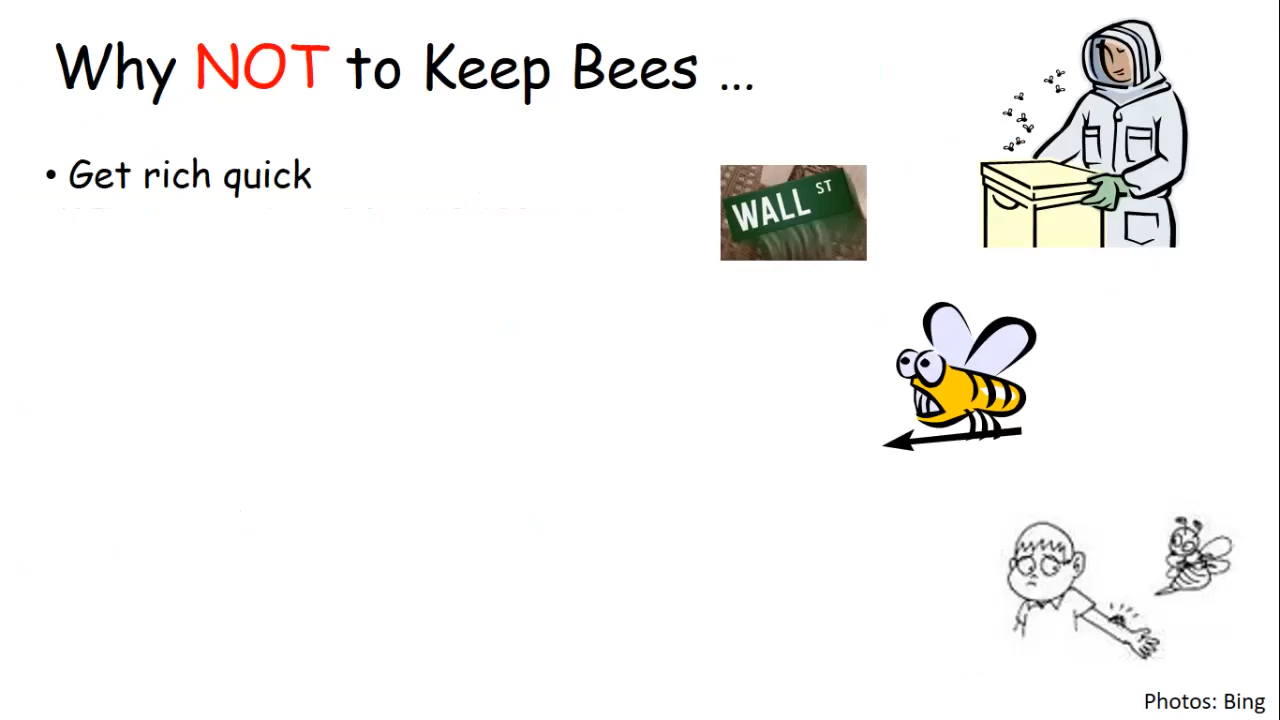 Why NOT to Keep Bees ...
• Get rich quick
WALL ST
Photos: Bing